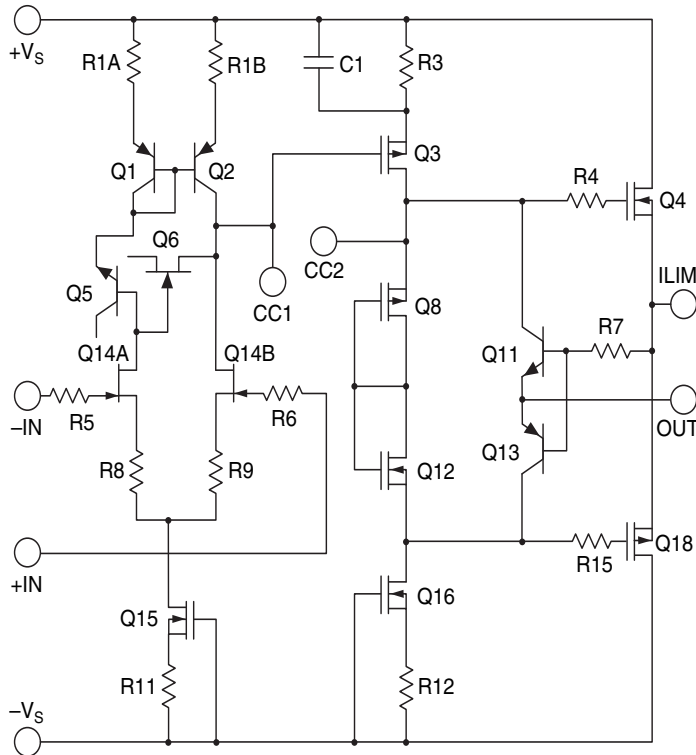 +VS
R1A
R1B
C1
R3
Q1
Q2
Q3
R4
Q4
Q6
CC2
Q5
CC1
Q8
ILIM
R7
Q14A
Q14B
Q11
–IN
R5
R6
OUT
R8
R9
Q12
Q13
+IN
Q18
R15
Q15
Q16
R11
R12
–VS